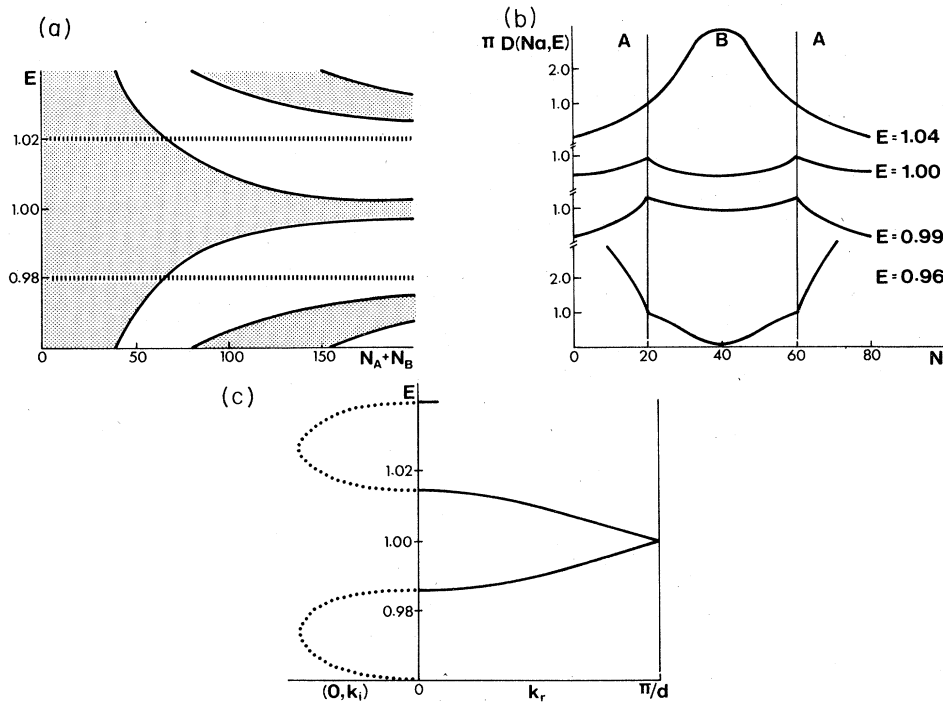 (a)
E
1.02
1.00
0.98
0
50
100
150
N_A+N_B
(b)
π D(Na,E)
A
B
A
2.0
1.0
1.0
1.0
2.0
1.0
E=1.04
E=1.00
E=0.99
E=0.96
0
20
40
60
80
N
(c)
E
1.02
1.00
0.98
(0,k_i)
0
k_r
π/d